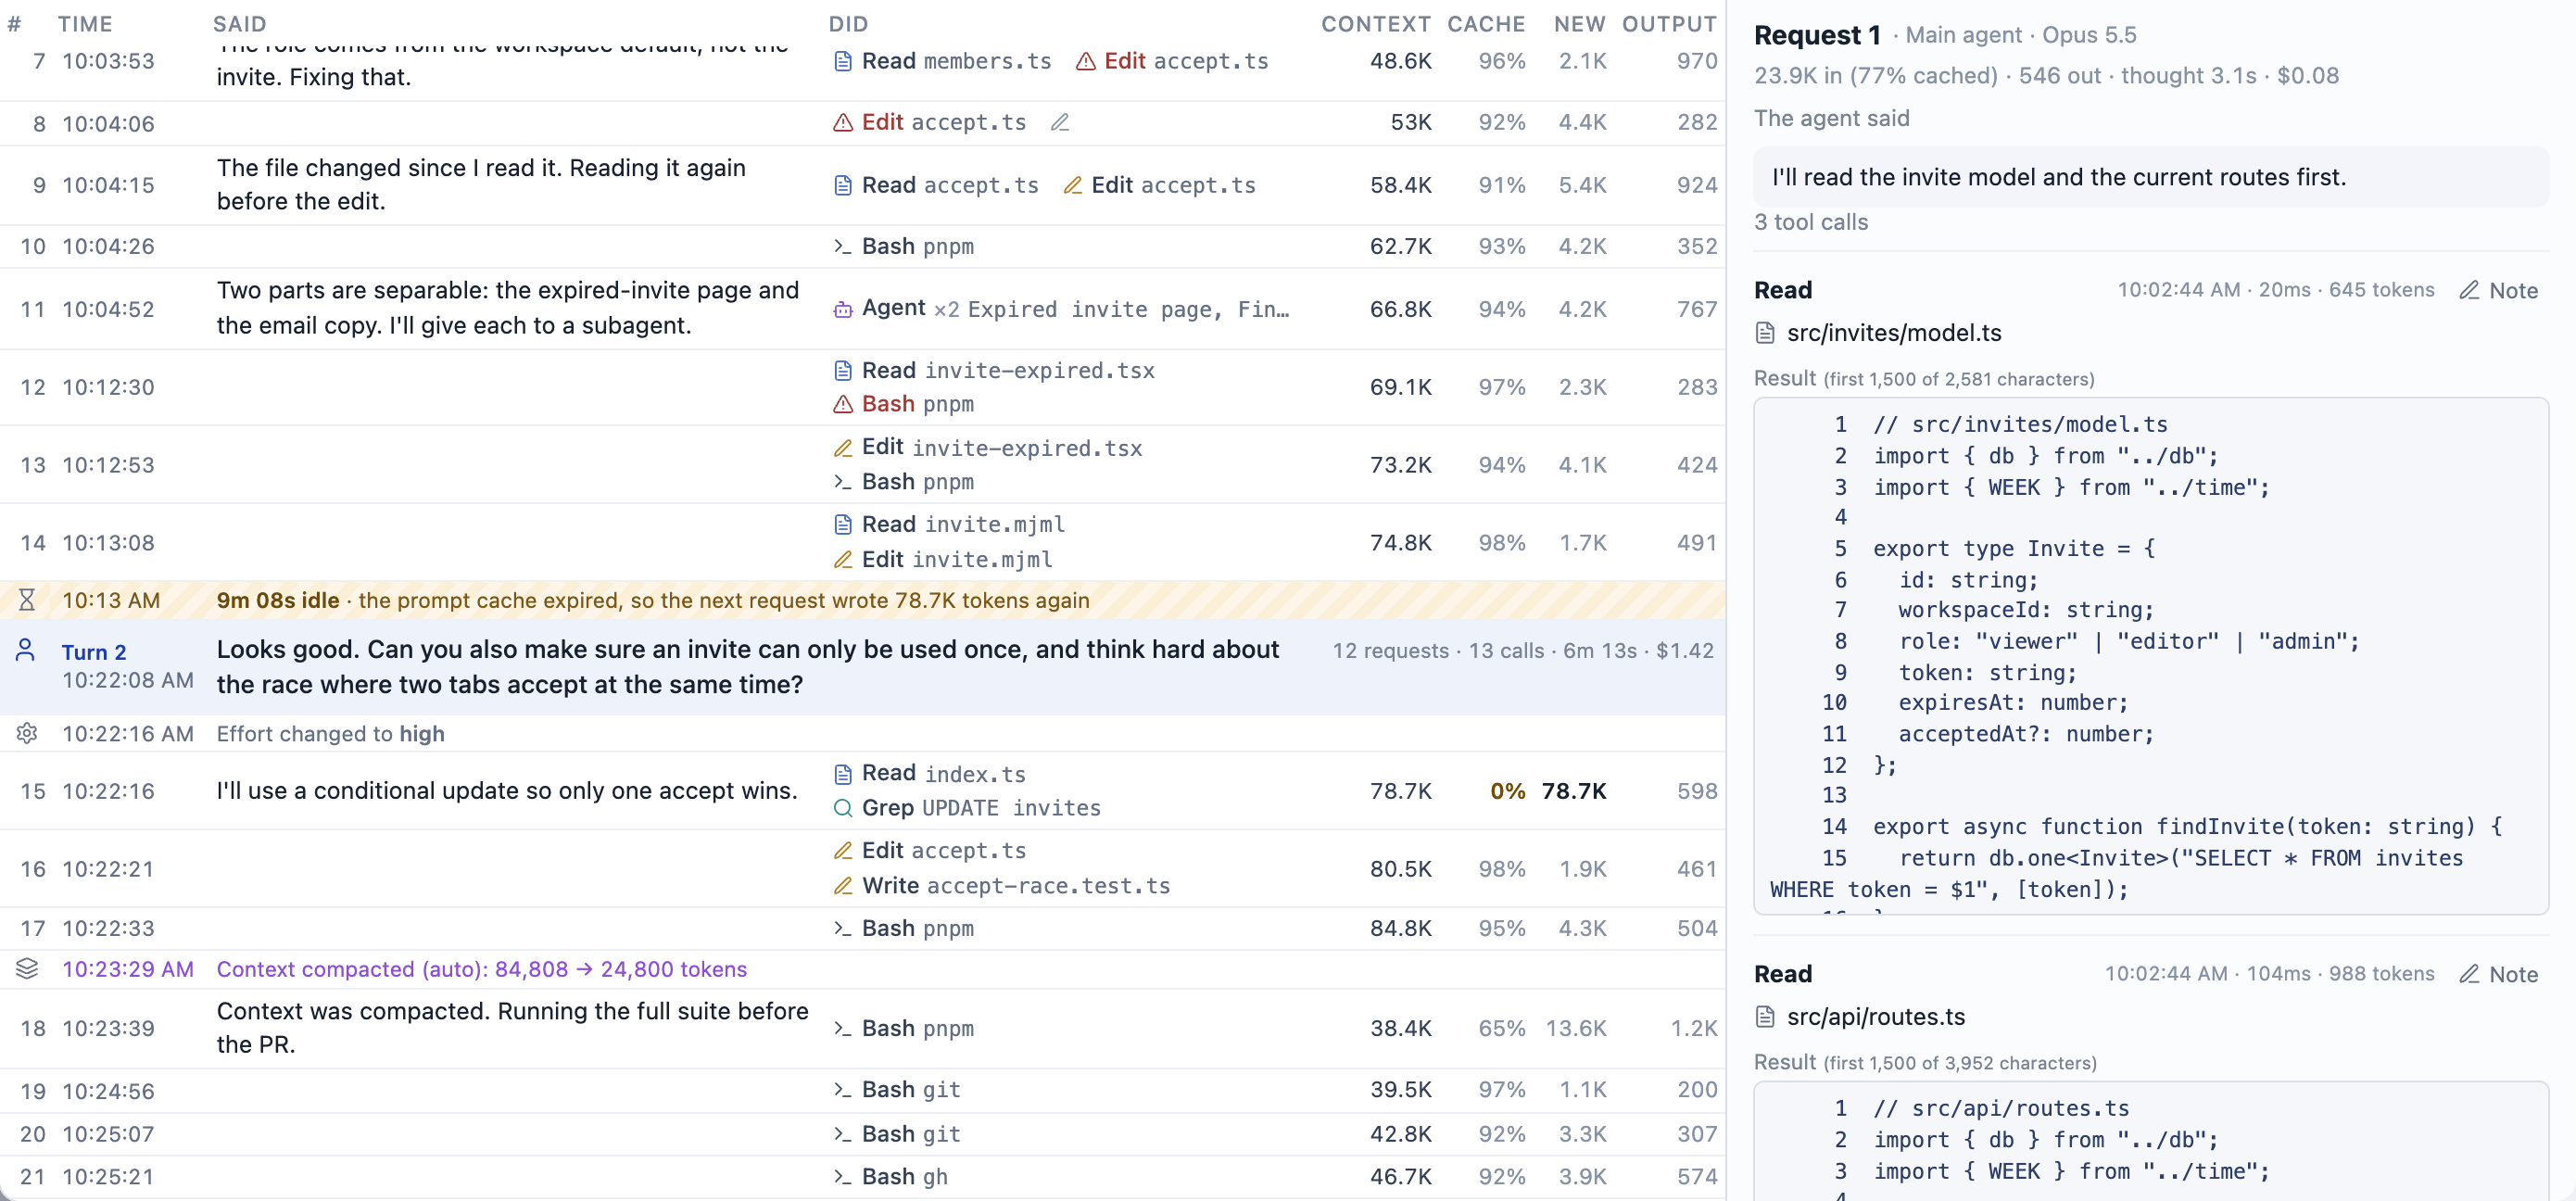 # TIME SAID DID CONTEXT CACHE NEW OUTPUT
The role comes from the workspace default, not the
7 10:03:53 invite. Fixing that. Read members.ts Edit accept.ts 48.6K 96% 2.1K 970
8 10:04:06 Edit accept.ts 53K 92% 4.4K 282
The file changed since I read it. Reading it again
9 10:04:15 before the edit. Read accept.ts Edit accept.ts 58.4K 91% 5.4K 924
10 10:04:26 Bash pnpm 62.7K 93% 4.2K 352
Two parts are separable: the expired-invite page and
11 10:04:52 the email copy. I'll give each to a subagent. Agent ×2 Expired invite page, Fin… 66.8K 94% 4.2K 767
Read invite-expired.tsx
12 10:12:30 69.1K 97% 2.3K 283
Bash pnpm
Edit invite-expired.tsx
13 10:12:53 73.2K 94% 4.1K 424
Bash pnpm
Read invite.mjml
14 10:13:08 74.8K 98% 1.7K 491
Edit invite.mjml
10:13 AM 9m 08s idle · the prompt cache expired, so the next request wrote 78.7K tokens again
Turn 2 Looks good. Can you also make sure an invite can only be used once, and think hard about 12 requests · 13 calls · 6m 13s · $1.42
10:22:08 AM the race where two tabs accept at the same time?
10:22:16 AM Effort changed to high
Read index.ts
15 10:22:16 I'll use a conditional update so only one accept wins. 78.7K 0% 78.7K 598
Grep UPDATE invites
Edit accept.ts
16 10:22:21 80.5K 98% 1.9K 461
Write accept-race.test.ts
17 10:22:33 Bash pnpm 84.8K 95% 4.3K 504
10:23:29 AM Context compacted (auto): 84,808 → 24,800 tokens
Context was compacted. Running the full suite before
18 10:23:39 the PR. Bash pnpm 38.4K 65% 13.6K 1.2K
19 10:24:56 Bash git 39.5K 97% 1.1K 200
20 10:25:07 Bash git 42.8K 92% 3.3K 307
21 10:25:21 Bash gh 46.7K 92% 3.9K 574
Request 1 · Main agent · Opus 5.5
23.9K in (77% cached) · 546 out · thought 3.1s · $0.08
The agent said
I'll read the invite model and the current routes first.
3 tool calls
Read 10:02:44 AM · 20ms · 645 tokens Note
src/invites/model.ts
Result (first 1,500 of 2,581 characters)
1 // src/invites/model.ts
2 import { db } from "../db";
3 import { WEEK } from "../time";
4
5 export type Invite = {
6 id: string;
7 workspaceId: string;
8 role: "viewer" | "editor" | "admin";
9 token: string;
10 expiresAt: number;
11 acceptedAt?: number;
12 };
13
14 export async function findInvite(token: string) {
15 return db.one<Invite>("SELECT * FROM invites
WHERE token = $1", [token]);
16 }
Read 10:02:44 AM · 104ms · 988 tokens Note
src/api/routes.ts
Result (first 1,500 of 3,952 characters)
1 // src/api/routes.ts
2 import { db } from "../db";
3 import { WEEK } from "../time";
4